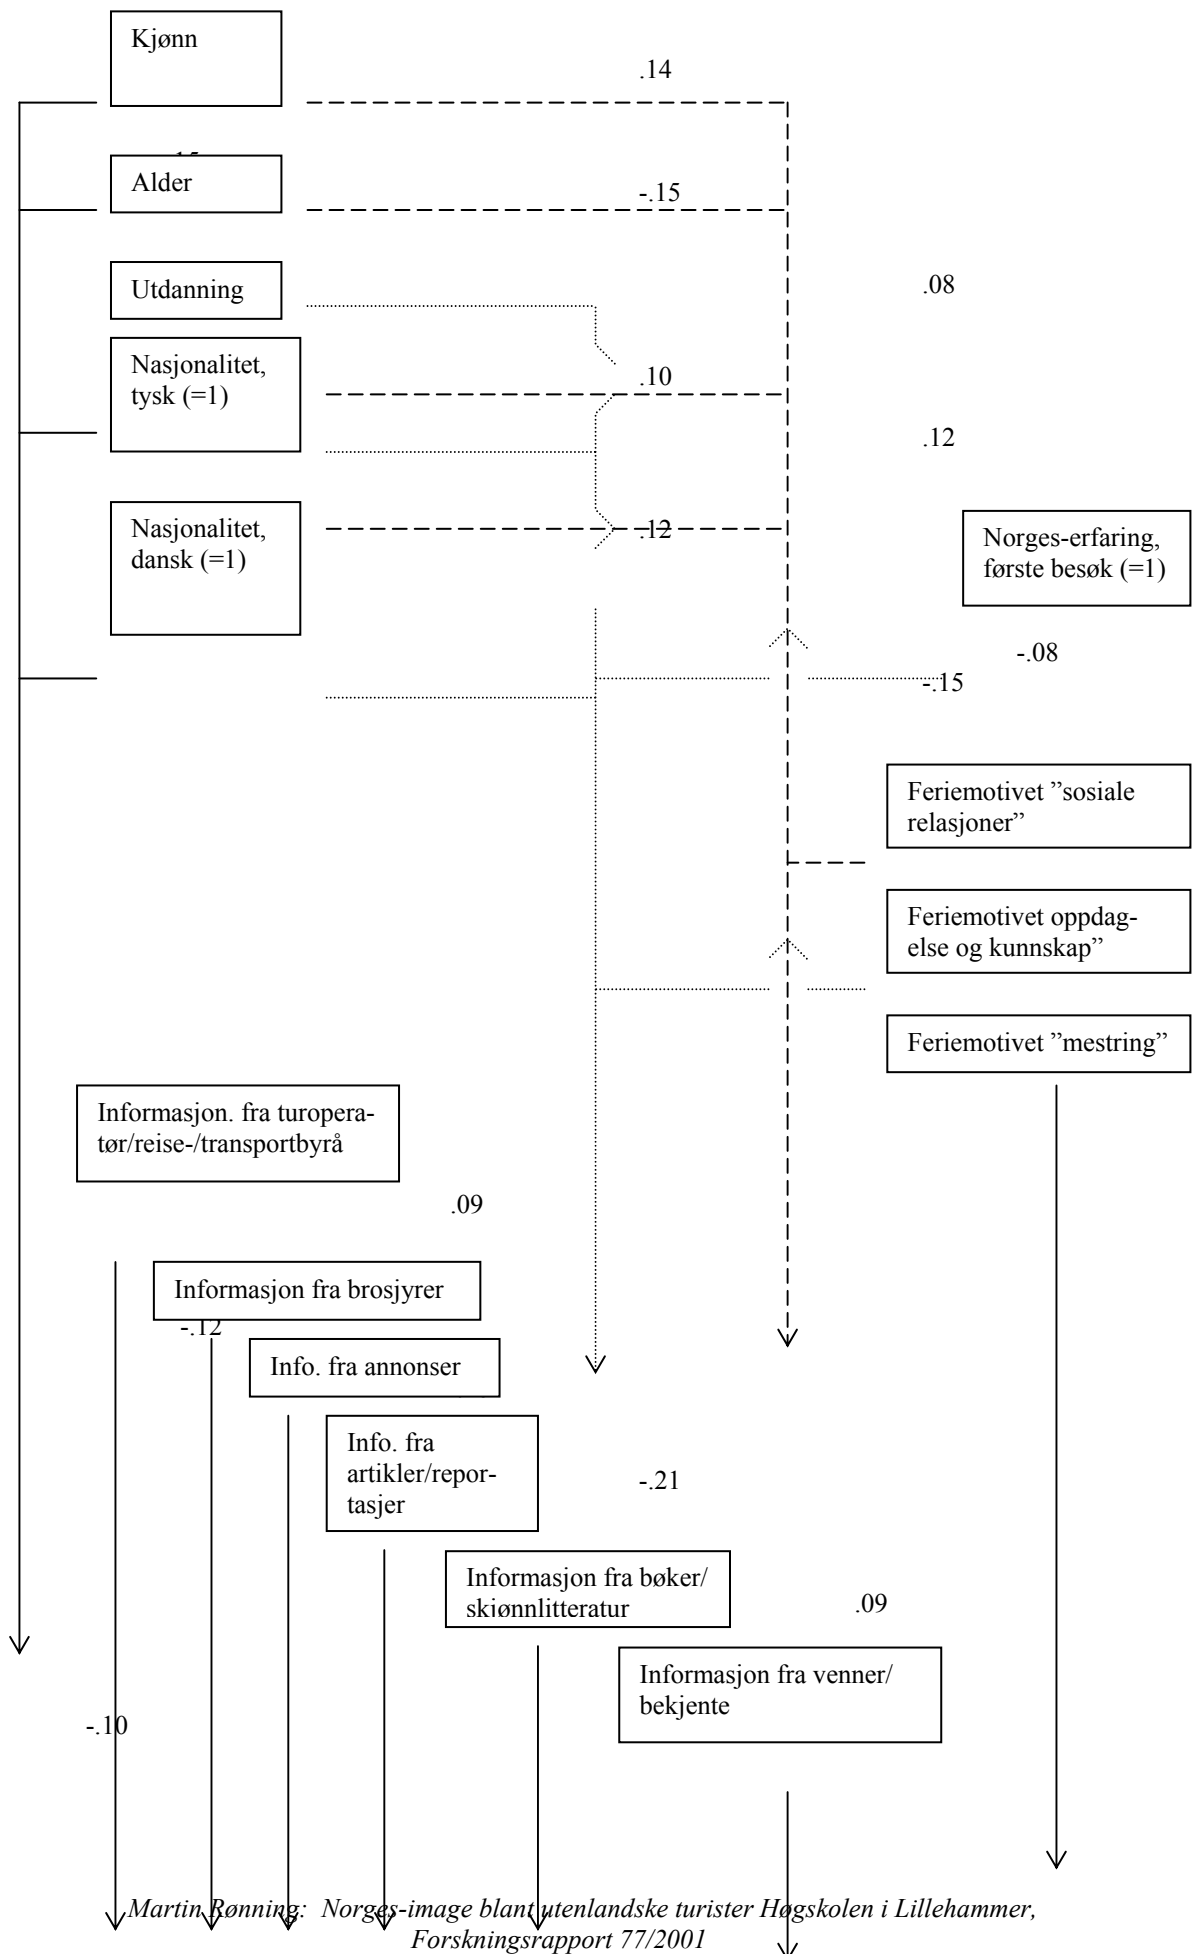 Kjønn
.14
Alder
-.15
Utdanning
.08
Nasjonalitet,
tysk (=1)
.10
.12
Nasjonalitet,
dansk (=1)
.12
Norges-erfaring,
første besøk (=1)
-.08
-.15
Feriemotivet ”sosiale
relasjoner”
Feriemotivet oppdag-
else og kunnskap”
Feriemotivet ”mestring”
Informasjon. fra turopera-
tør/reise-/transportbyrå
.09
Informasjon fra brosjyrer
-.12
Info. fra annonser
Info. fra
artikler/repor-
tasjer
-.21
Informasjon fra bøker/
skjønnlitteratur
.09
Informasjon fra venner/
bekjente
-.10
Martin Rønning: Norges-image blant utenlandske turister Høgskolen i Lillehammer,
Forskningsrapport 77/2001